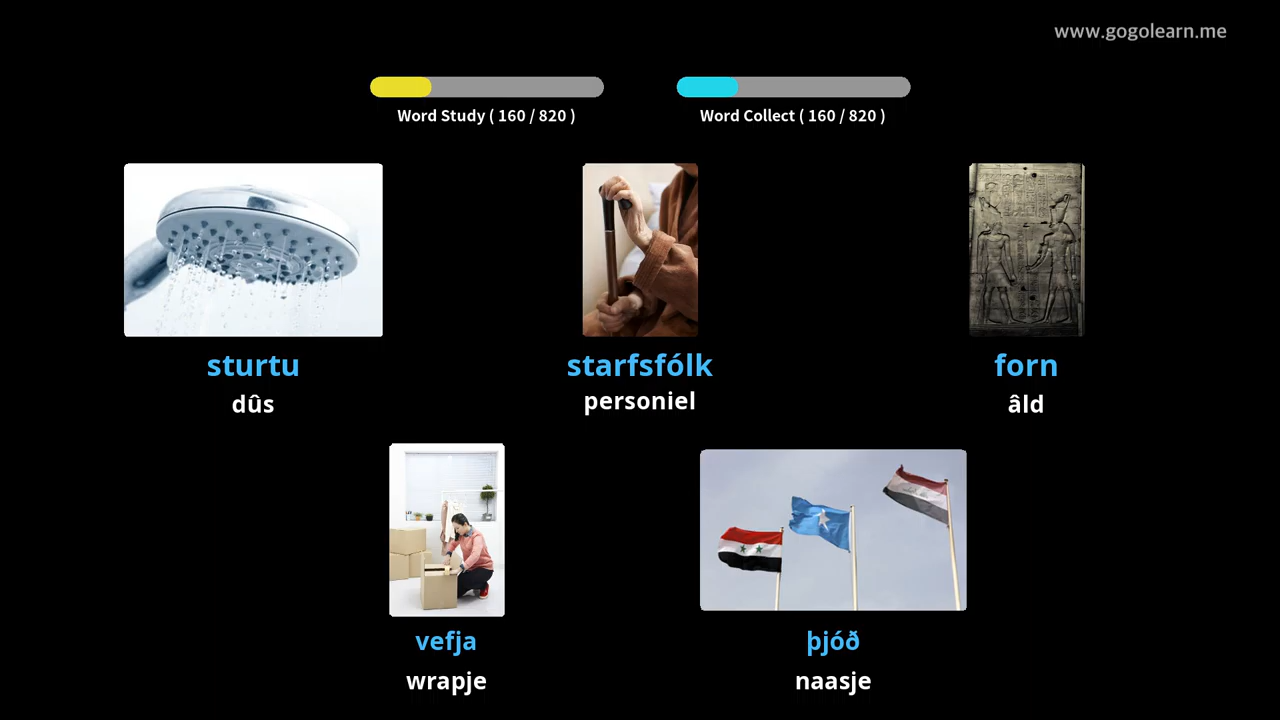 www.gogolearn.me
Word Study ( 160 / 820 )
Word Collect ( 160 / 820 )
sturtu
dûs
starfsfólk
personiel
forn
âld
vefja
wrapje
þjóð
naasje